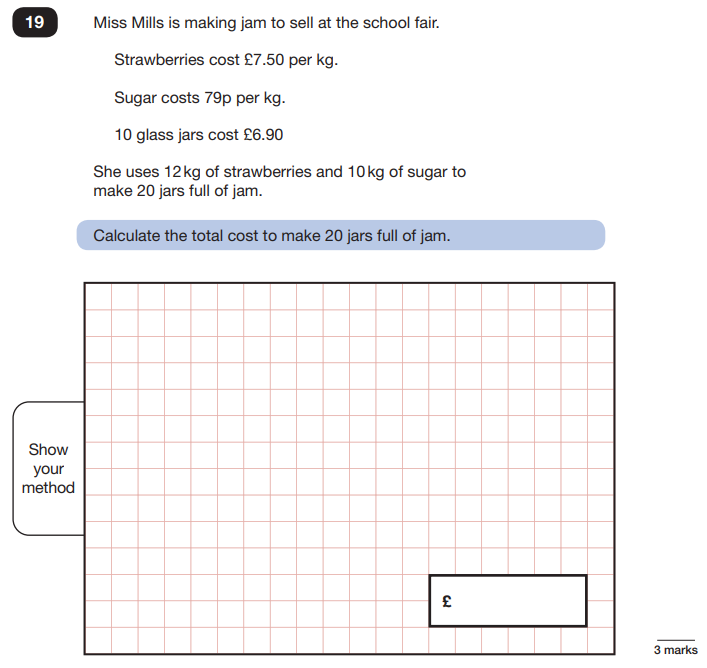 19
Miss Mills is making jam to sell at the school fair.
Strawberries cost £7.50 per kg.
Sugar costs 79p per kg.
10 glass jars cost £6.90
She uses 12 kg of strawberries and 10 kg of sugar to
make 20 jars full of jam.
Calculate the total cost to make 20 jars full of jam.
Show
your
method
£
3 marks